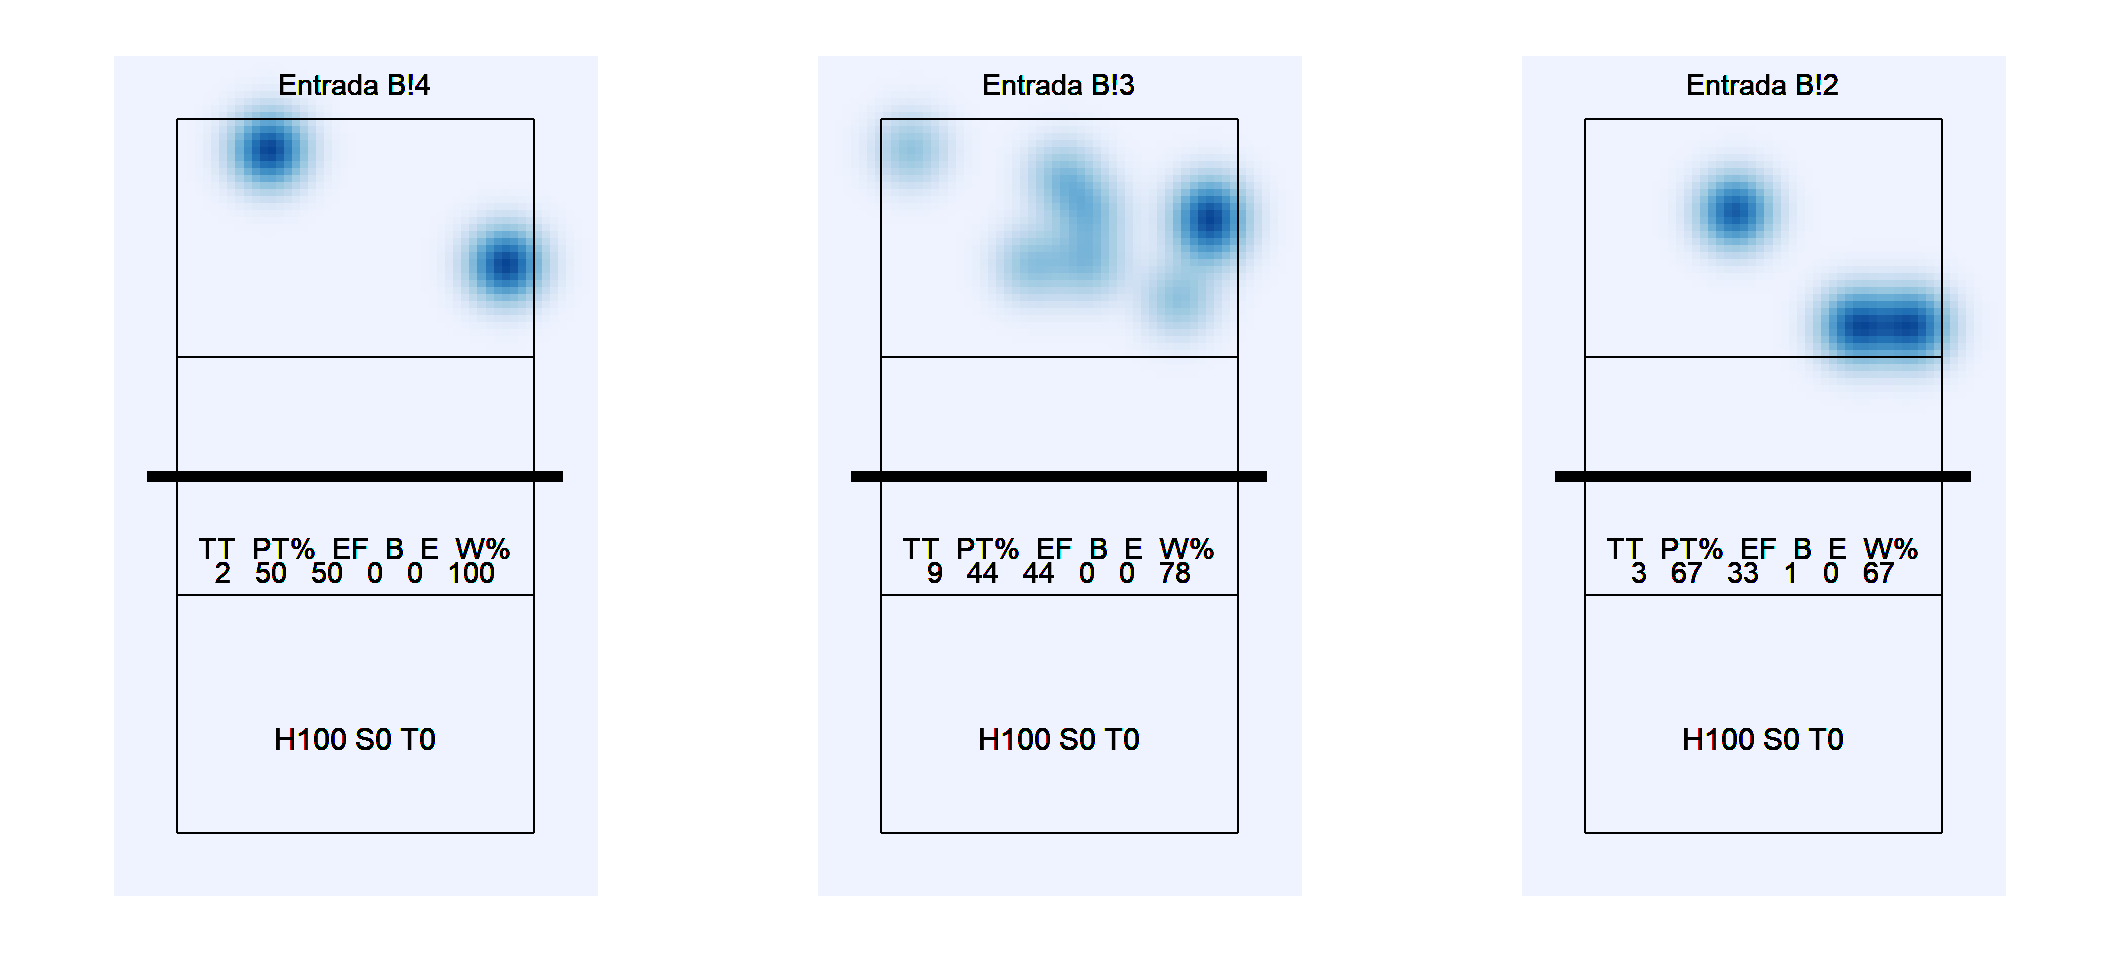 Entrada B!4
TT PT% EF B E W%
2 50 50 0 0 100
H100 S0 T0
Entrada B!3
TT PT% EF B E W%
9 44 44 0 0 78
H100 S0 T0
Entrada B!2
TT PT% EF B E W%
3 67 33 1 0 67
H100 S0 T0